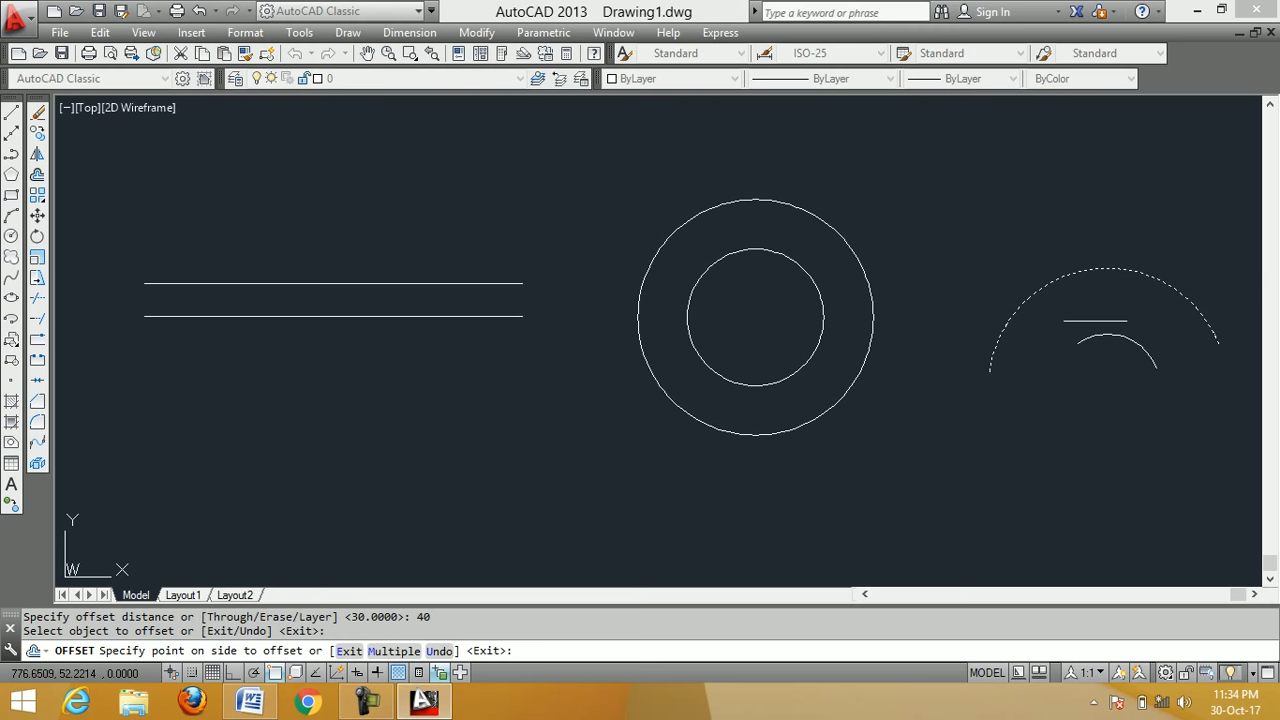 AutoCAD Classic
AutoCAD 2013 Drawing1.dwg
Type a keyword or phrase
Sign In
File Edit View Insert Format Tools Draw Dimension Modify Parametric Window Help Express
Standard ISO-25 Standard Standard
AutoCAD Classic 0 ByLayer ByLayer ByLayer ByColor
[−][Top][2D Wireframe]
Y
W X
Model Layout1 Layout2
Specify offset distance or [Through/Erase/Layer] <30.0000>: 40
Select object to offset or [Exit/Undo] <Exit>:
OFFSET Specify point on side to offset or [Exit Multiple Undo] <Exit>:
776.6509, 52.2214, 0.0000 MODEL 1:1
11:34 PM
30-Oct-17